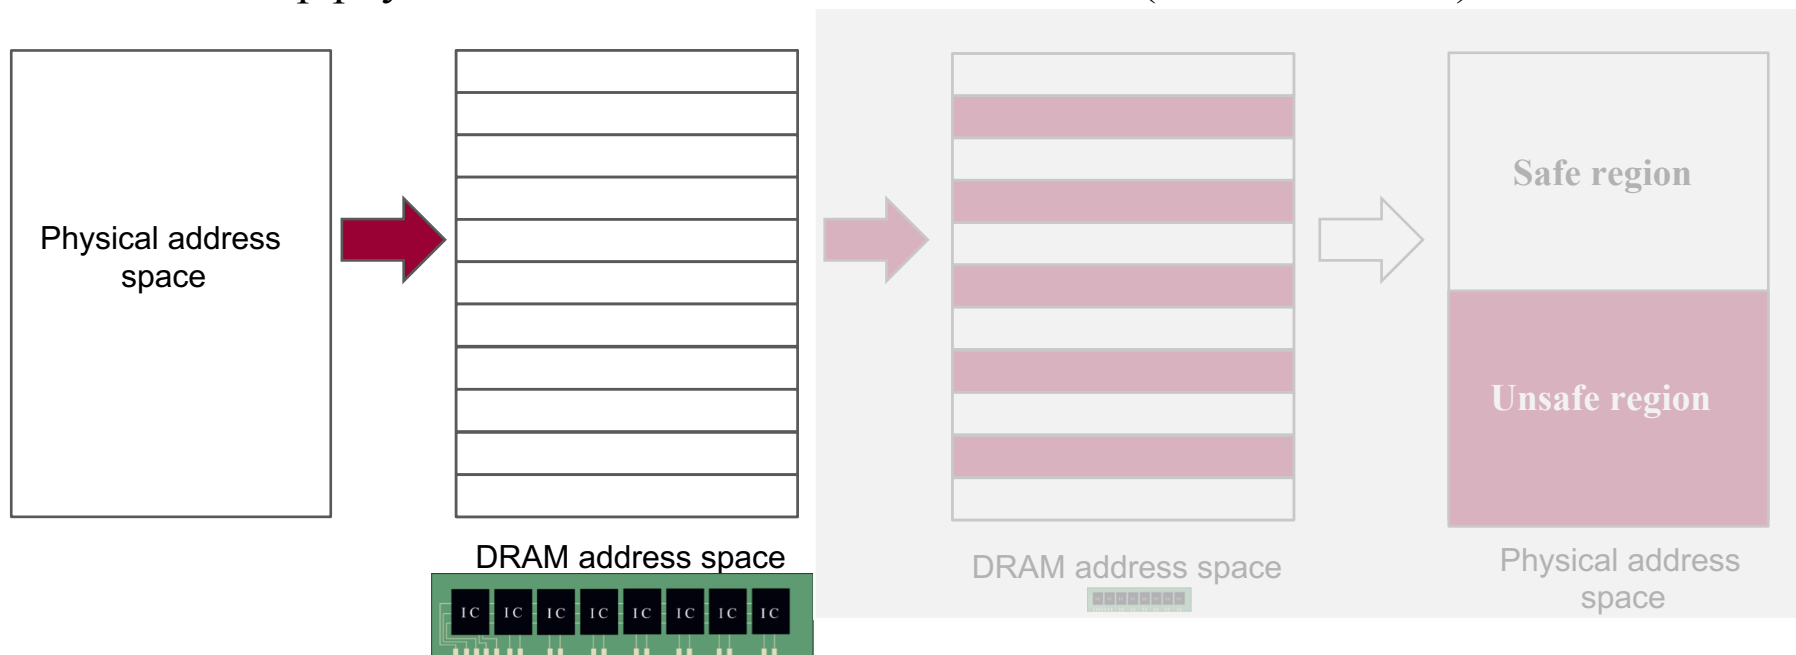 Physical address
space
DRAM address space
IC IC IC IC IC IC IC IC
DRAM address space
Safe region
Unsafe region
Physical address
space